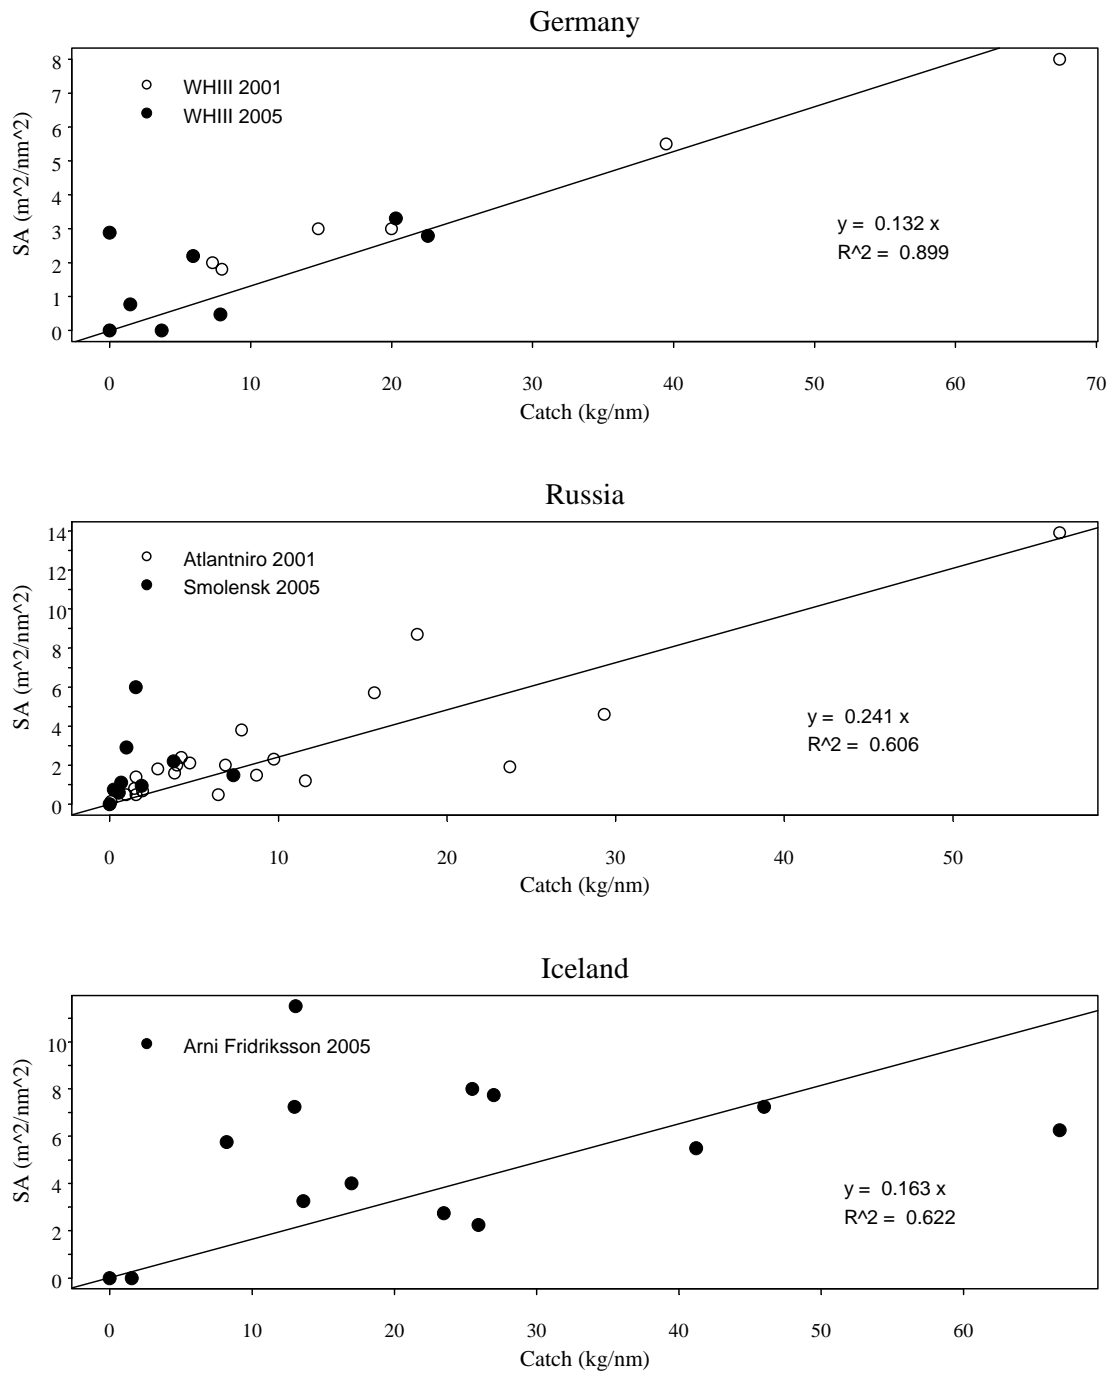 Germany
WHIII 2001
WHIII 2005
SA (m^2/nm^2)
8
7
6
5
4
3
2
1
0
y = 0.132 x
R^2 = 0.899
0 10 20 30 40 50 60 70
Catch (kg/nm)
Russia
Atlantniro 2001
Smolensk 2005
SA (m^2/nm^2)
14
12
10
8
6
4
2
0
y = 0.241 x
R^2 = 0.606
0 10 20 30 40 50
Catch (kg/nm)
Iceland
Arni Fridriksson 2005
SA (m^2/nm^2)
10
8
6
4
2
0
y = 0.163 x
R^2 = 0.622
0 10 20 30 40 50 60
Catch (kg/nm)